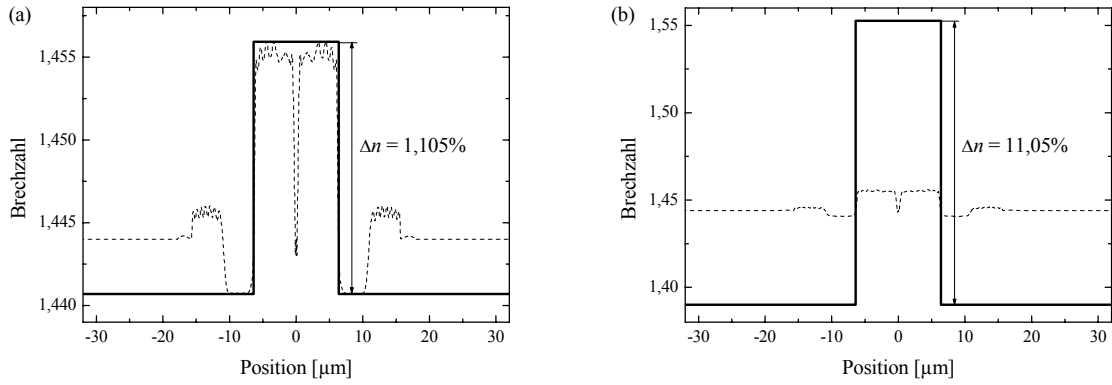 (a)
1,455
1,450
1,445
1,440
Brechzahl
Δn = 1,105%
-30 -20 -10 0 10 20 30
Position [µm]
(b)
1,55
1,50
1,45
1,40
Brechzahl
Δn = 11,05%
-30 -20 -10 0 10 20 30
Position [µm]